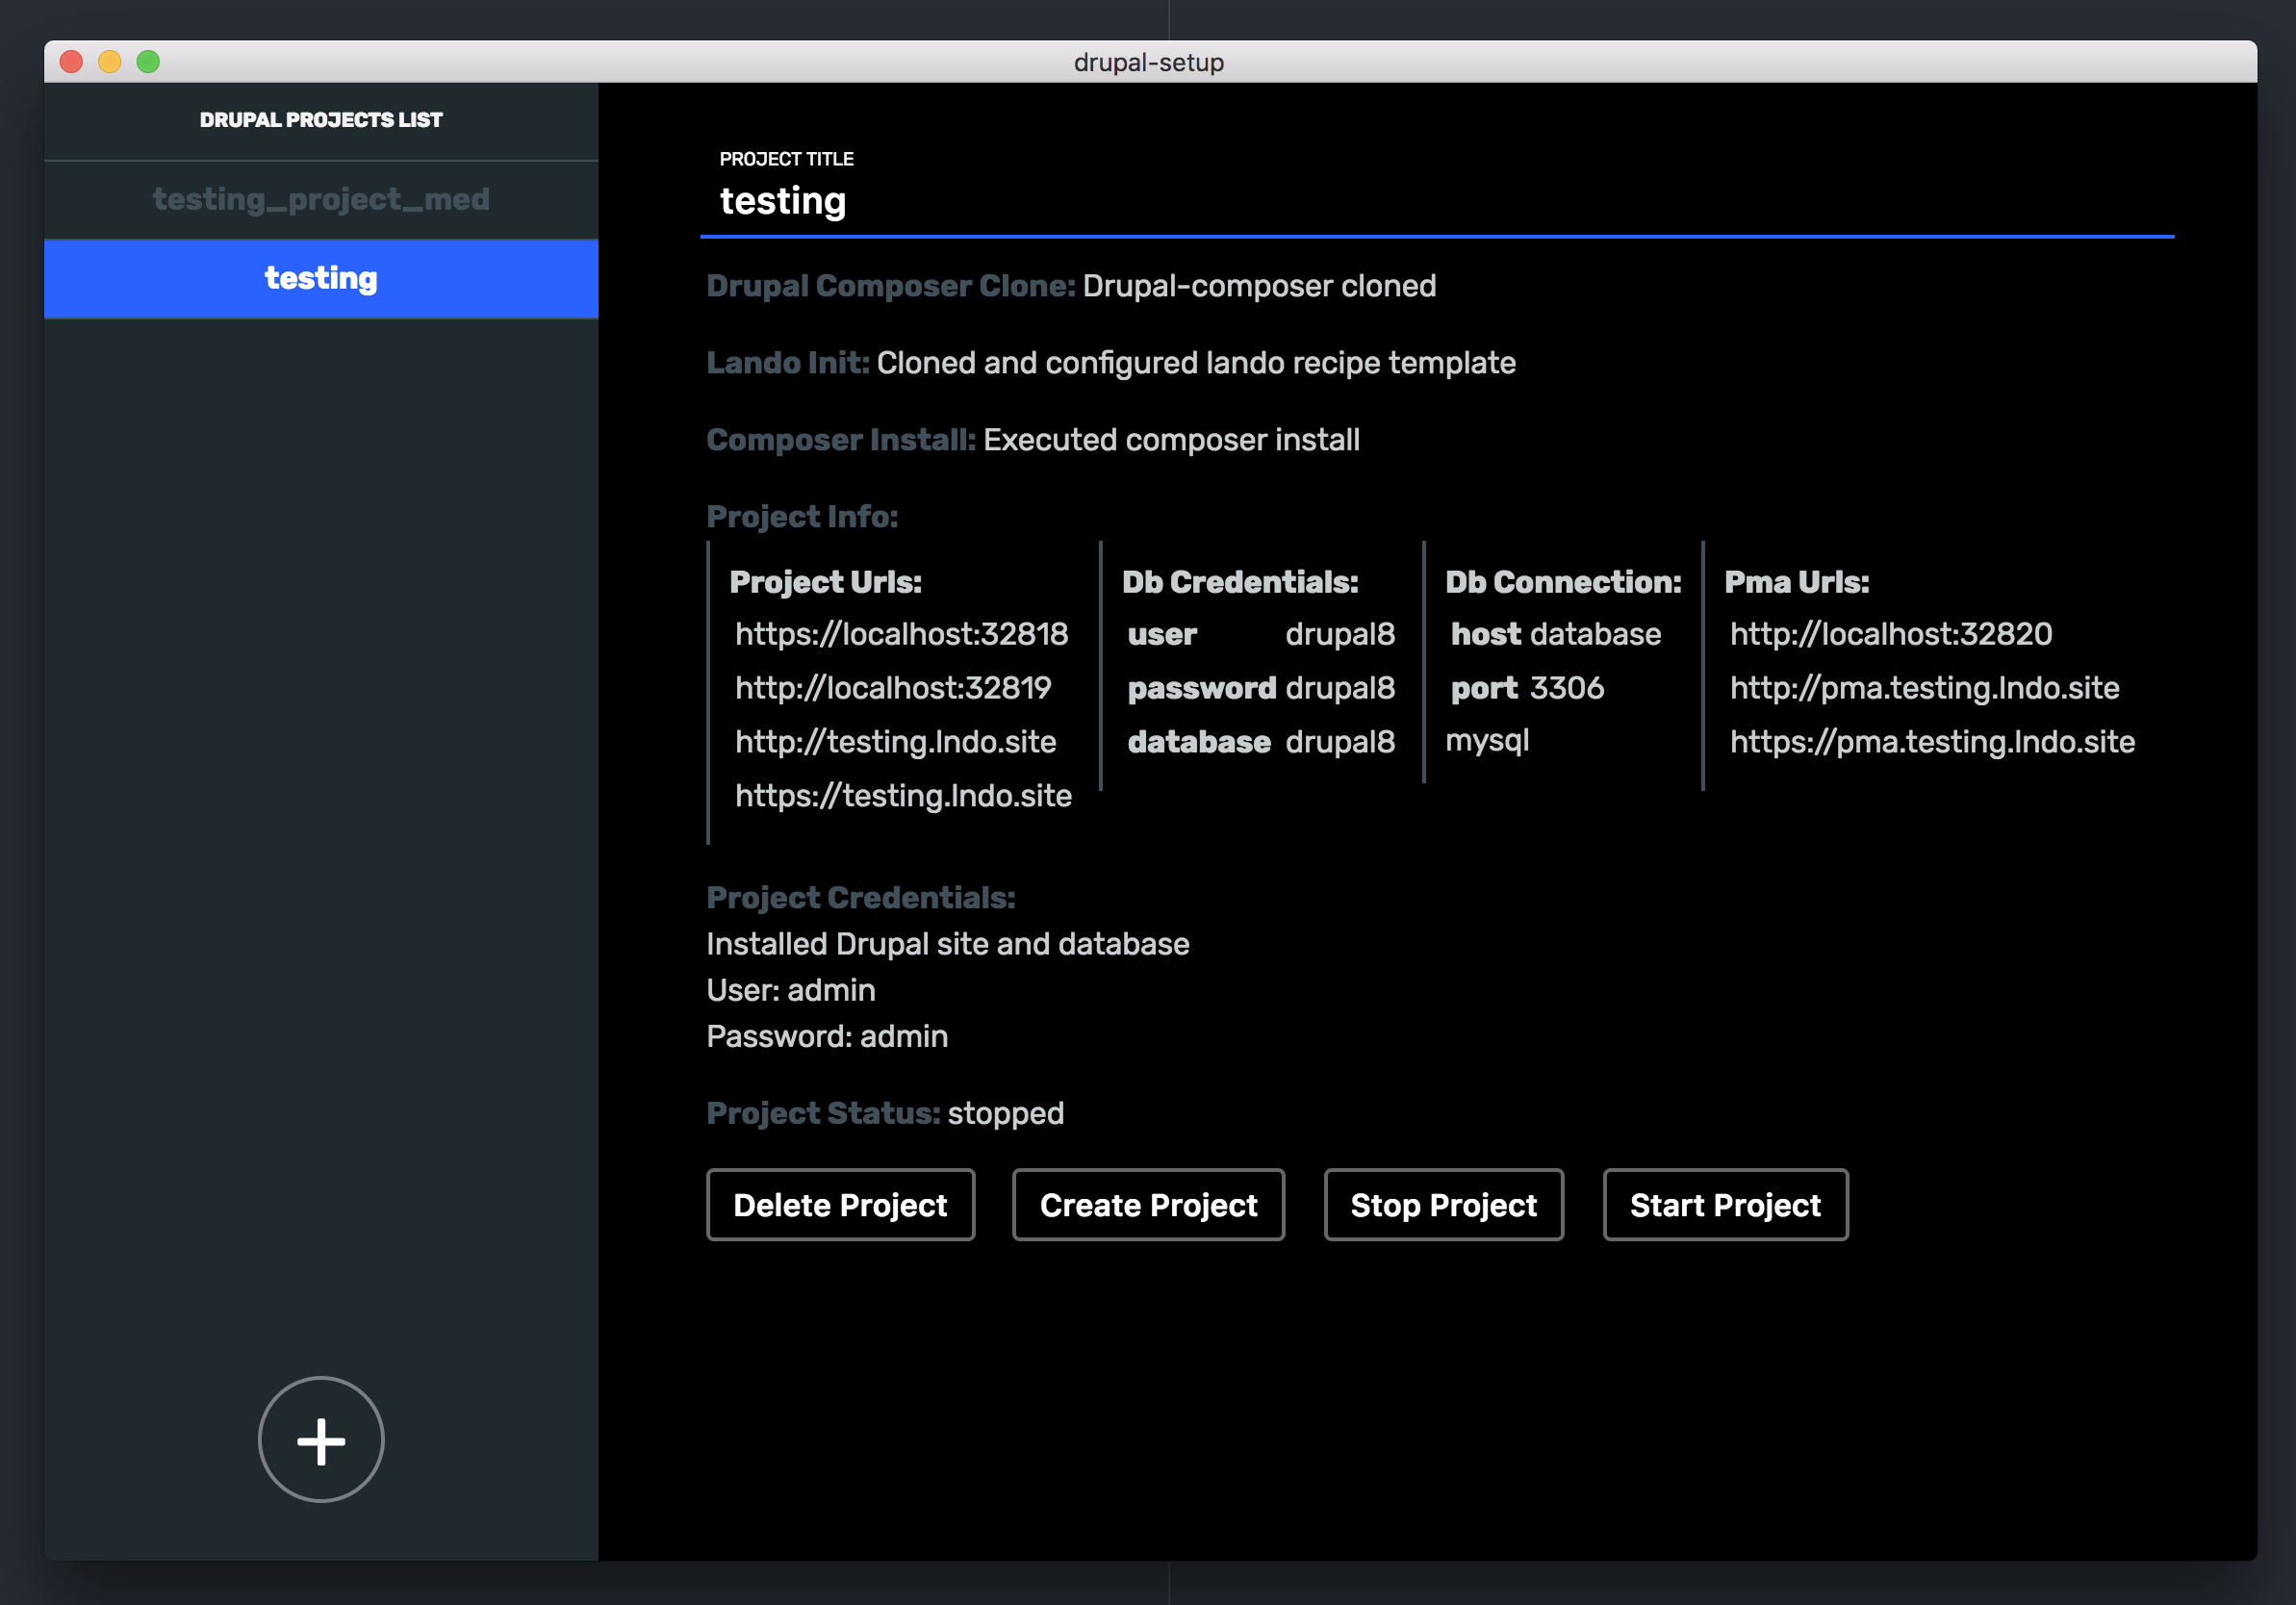 drupal-setup
DRUPAL PROJECTS LIST
testing_project_med
testing
PROJECT TITLE
testing
Drupal Composer Clone: Drupal-composer cloned
Lando Init: Cloned and configured lando recipe template
Composer Install: Executed composer install
Project Info:
Project Urls:
https://localhost:32818
http://localhost:32819
http://testing.lndo.site
https://testing.lndo.site
Db Credentials:
user drupal8
password drupal8
database drupal8
Db Connection:
host database
port 3306
mysql
Pma Urls:
http://localhost:32820
http://pma.testing.lndo.site
https://pma.testing.lndo.site
Project Credentials:
Installed Drupal site and database
User: admin
Password: admin
Project Status: stopped
Delete Project
Create Project
Stop Project
Start Project
+